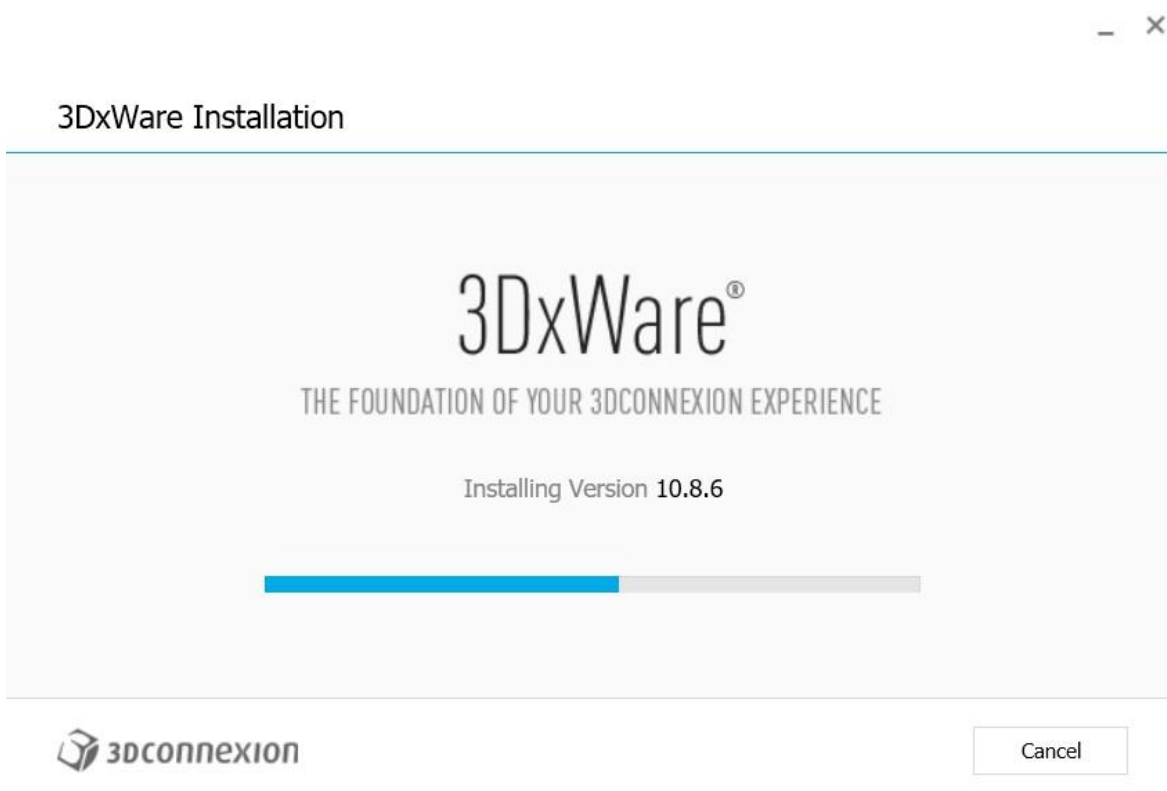 3DxWare Installation
3DxWare®
THE FOUNDATION OF YOUR 3DCONNEXION EXPERIENCE
Installing Version 10.8.6
3Dconnexion
Cancel